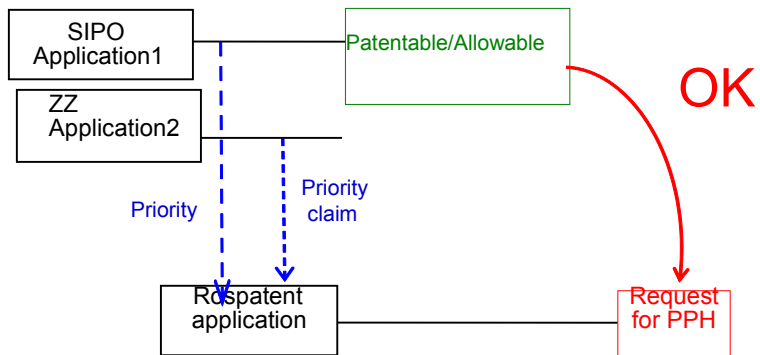 SIPO
Application1
Patentable/Allowable
OK
ZZ
Application2
Priority
Priority
claim
Rospatent
application
Request
for PPH